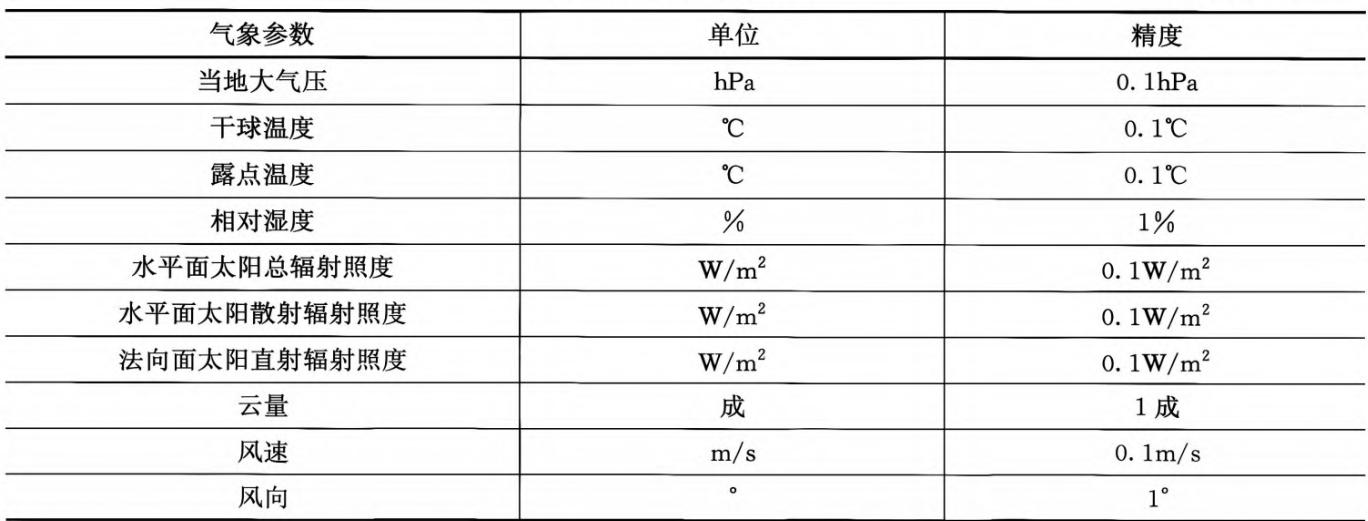 气象参数 单位 精度
当地大气压 hPa 0.1hPa
干球温度 ℃ 0.1℃
露点温度 ℃ 0.1℃
相对湿度 % 1%
水平面太阳总辐射照度 W/m² 0.1W/m²
水平面太阳散射辐射照度 W/m² 0.1W/m²
法向面太阳直射辐射照度 W/m² 0.1W/m²
云量 成 1成
风速 m/s 0.1m/s
风向 ° 1°